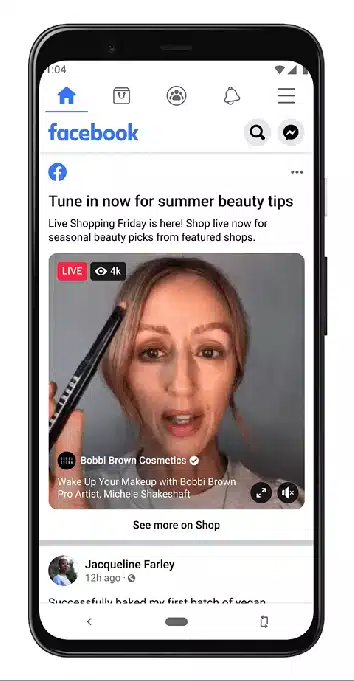 1:04
facebook
Tune in now for summer beauty tips
Live Shopping Friday is here! Shop live now for
seasonal beauty picks from featured shops.
LIVE 4k
Bobbi Brown Cosmetics
Wake Up Your Makeup with Bobbi Brown
Pro Artist, Michele Shakeshaft
See more on Shop
Jacqueline Farley
12h ago ·
Successfully baked my first batch of vegan